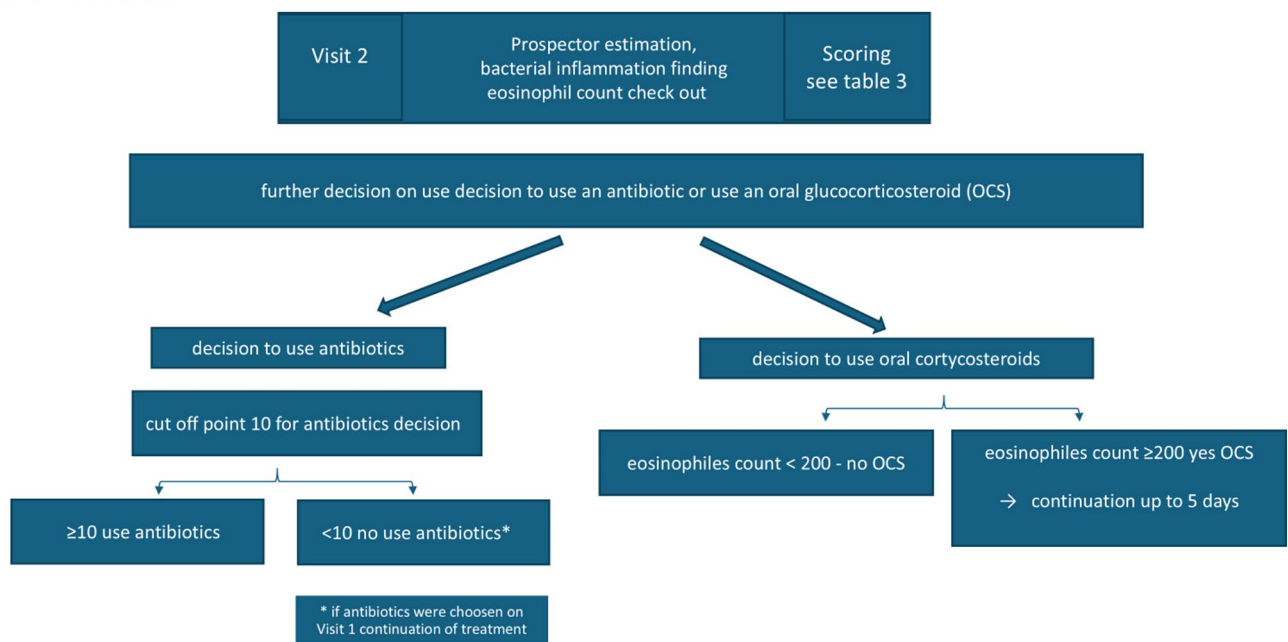 Visit 2
Prospector estimation,
bacterial inflammation finding
eosinophil count check out
Scoring
see table 3
further decision on use decision to use an antibiotic or use an oral glucocorticosteroid (OCS)
decision to use antibiotics
cut off point 10 for antibiotics decision
≥10 use antibiotics
<10 no use antibiotics*
* if antibiotics were choosen on
Visit 1 continuation of treatment
decision to use oral cortycosteroids
eosinophiles count < 200 - no OCS
eosinophiles count ≥200 yes OCS
→ continuation up to 5 days